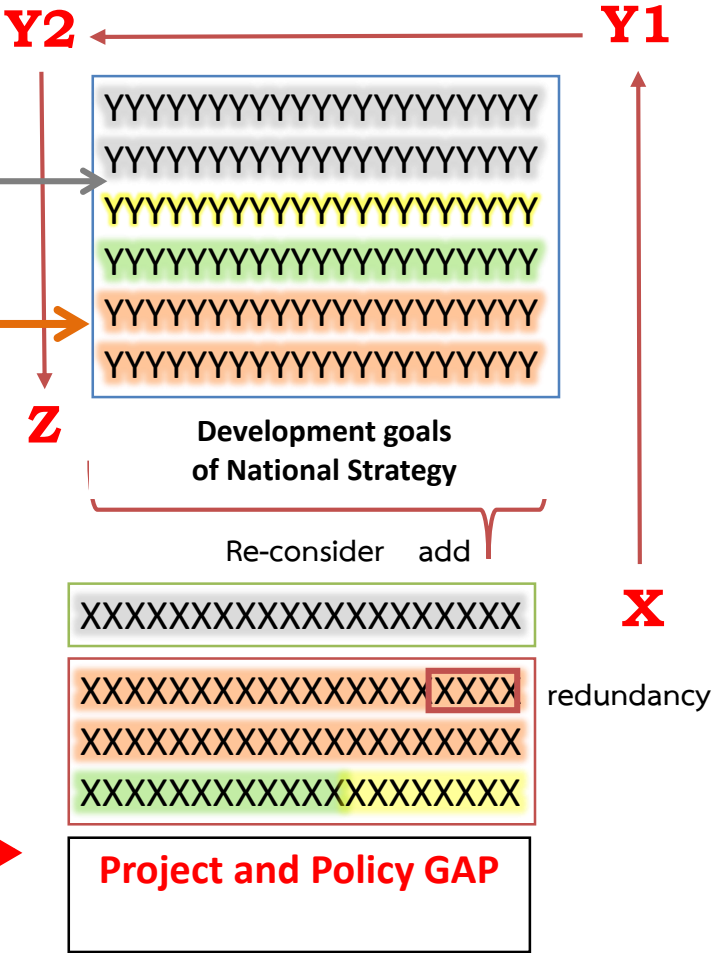 Y2
Y1
YYYYYYYYYYYYYYYYYYYYY
YYYYYYYYYYYYYYYYYYYYY
YYYYYYYYYYYYYYYYYYYYY
YYYYYYYYYYYYYYYYYYYYY
YYYYYYYYYYYYYYYYYYYYY
YYYYYYYYYYYYYYYYYYYYY
Z
Development goals
of National Strategy
Re-consider add
X
XXXXXXXXXXXXXXXXXXXX
XXXXXXXXXXXXXXXXXXXX
redundancy
XXXXXXXXXXXXXXXXXXXX
XXXXXXXXXXXXXXXXXXXX
Project and Policy GAP